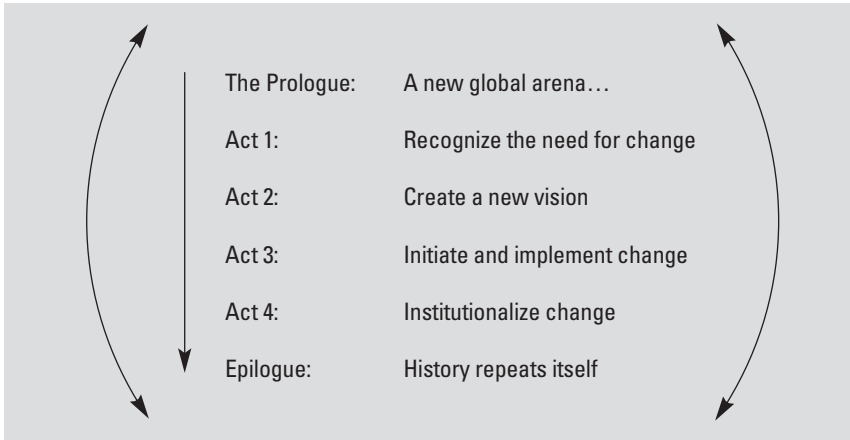 The Prologue: A new global arena…
Act 1: Recognize the need for change
Act 2: Create a new vision
Act 3: Initiate and implement change
Act 4: Institutionalize change
Epilogue: History repeats itself